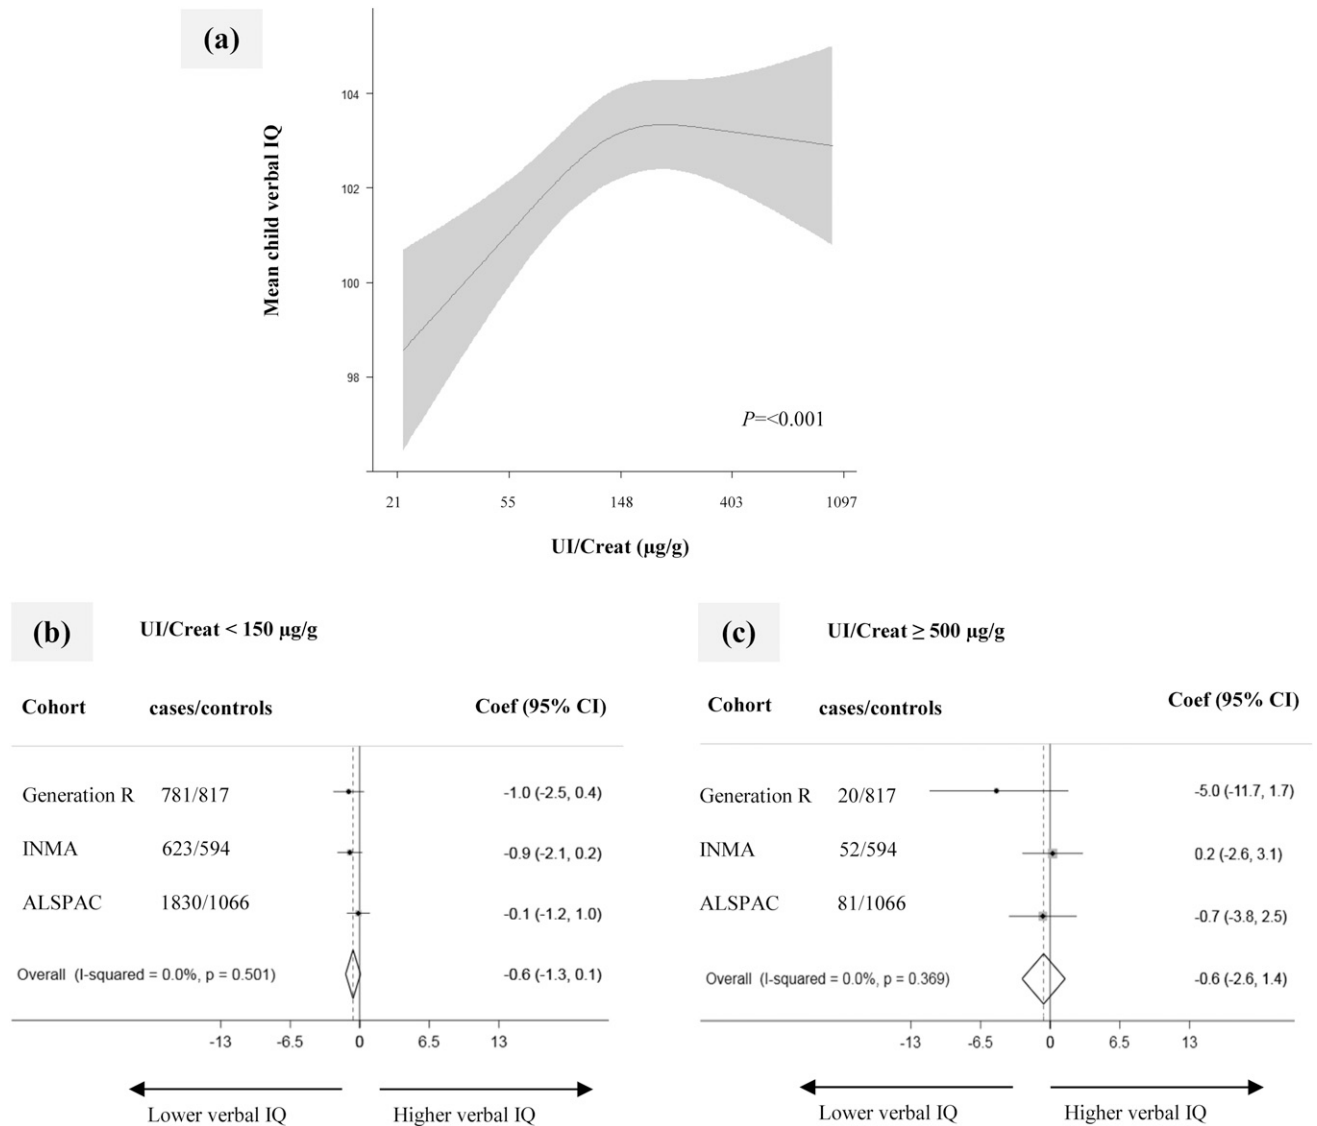 (a)
Mean child verbal IQ
104
102
100
98
P=<0.001
21 55 148 403 1097
UI/Creat (µg/g)
(b) UI/Creat < 150 µg/g
Cohort cases/controls Coef (95% CI)
Generation R 781/817 -1.0 (-2.5, 0.4)
INMA 623/594 -0.9 (-2.1, 0.2)
ALSPAC 1830/1066 -0.1 (-1.2, 1.0)
Overall (I-squared = 0.0%, p = 0.501) -0.6 (-1.3, 0.1)
-13 -6.5 0 6.5 13
Lower verbal IQ Higher verbal IQ
(c) UI/Creat ≥ 500 µg/g
Cohort cases/controls Coef (95% CI)
Generation R 20/817 -5.0 (-11.7, 1.7)
INMA 52/594 0.2 (-2.6, 3.1)
ALSPAC 81/1066 -0.7 (-3.8, 2.5)
Overall (I-squared = 0.0%, p = 0.369) -0.6 (-2.6, 1.4)
-13 -6.5 0 6.5 13
Lower verbal IQ Higher verbal IQ